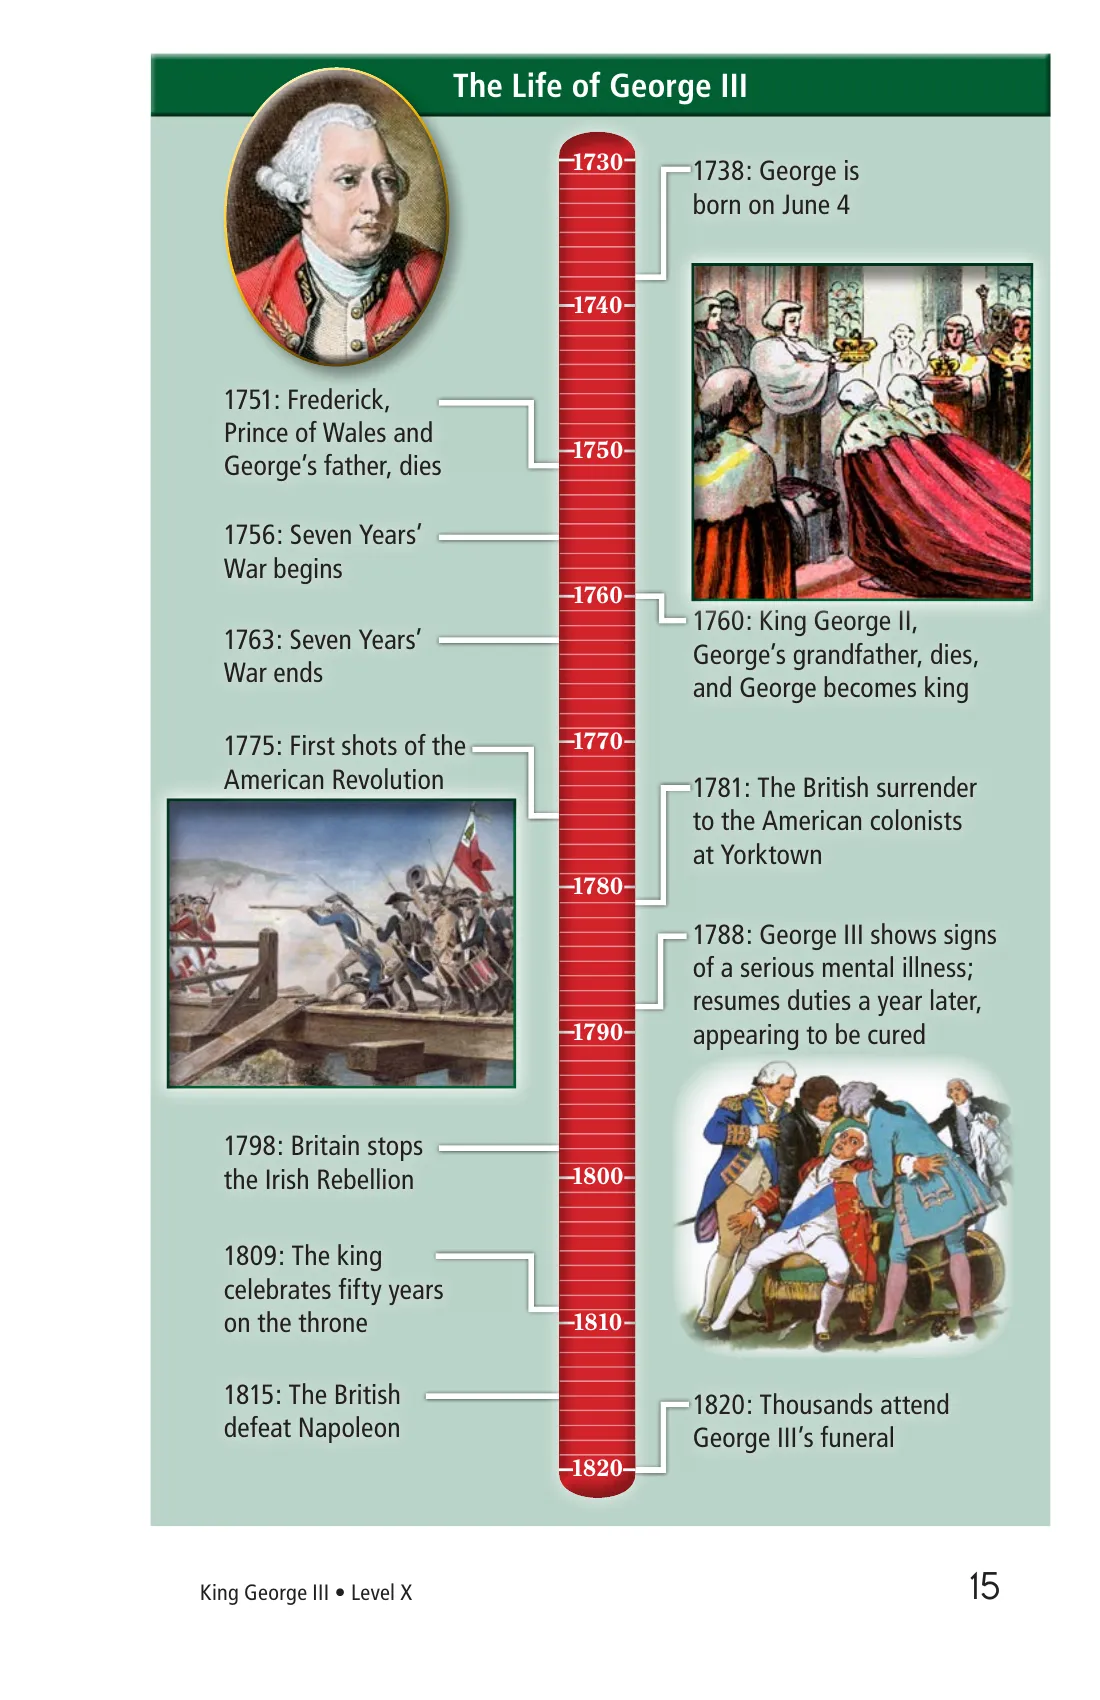 The Life of George III
1730
1740
1750
1760
1770
1780
1790
1800
1810
1820
1738: George is
born on June 4
1751: Frederick,
Prince of Wales and
George’s father, dies
1756: Seven Years’
War begins
1760: King George II,
George’s grandfather, dies,
and George becomes king
1763: Seven Years’
War ends
1775: First shots of the
American Revolution
1781: The British surrender
to the American colonists
at Yorktown
1788: George III shows signs
of a serious mental illness;
resumes duties a year later,
appearing to be cured
1798: Britain stops
the Irish Rebellion
1809: The king
celebrates fifty years
on the throne
1815: The British
defeat Napoleon
1820: Thousands attend
George III’s funeral
King George III • Level X
15